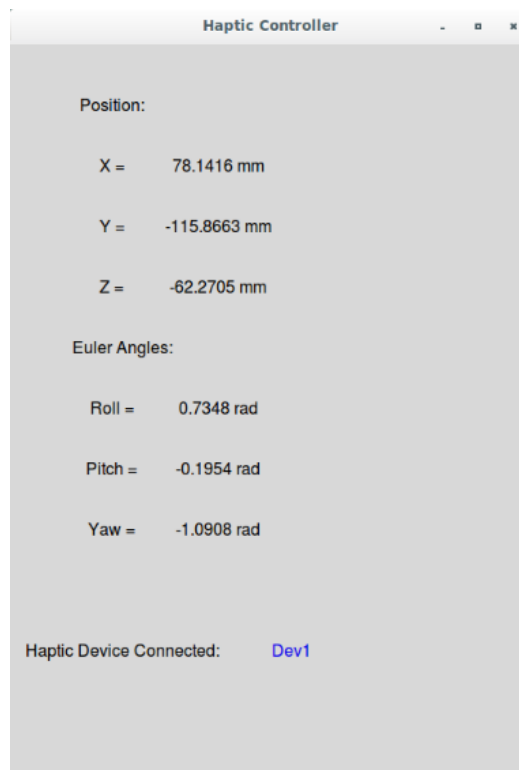 Haptic Controller
Position:
X = 78.1416 mm
Y = -115.8663 mm
Z = -62.2705 mm
Euler Angles:
Roll = 0.7348 rad
Pitch = -0.1954 rad
Yaw = -1.0908 rad
Haptic Device Connected: Dev1